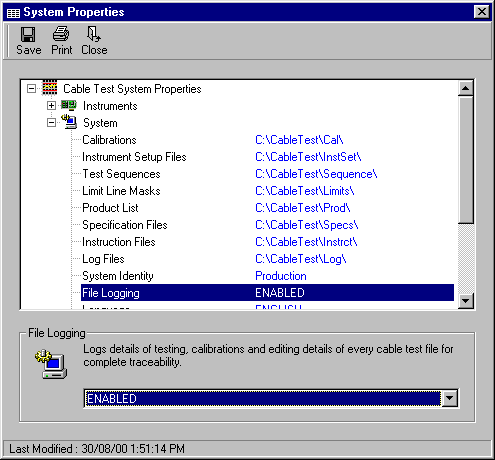 System Properties
Save Print Close
Cable Test System Properties
Instruments
System
Calibrations C:\CableTest\Cal\
Instrument Setup Files C:\CableTest\InstSet\
Test Sequences C:\CableTest\Sequence\
Limit Line Masks C:\CableTest\Limits\
Product List C:\CableTest\Prod\
Specification Files C:\CableTest\Specs\
Instruction Files C:\CableTest\Instrct\
Log Files C:\CableTest\Log\
System Identity Production
File Logging ENABLED
Language ENGLISH
File Logging
Logs details of testing, calibrations and editing details of every cable test file for
complete traceability.
ENABLED
Last Modified : 30/08/00 1:51:14 PM